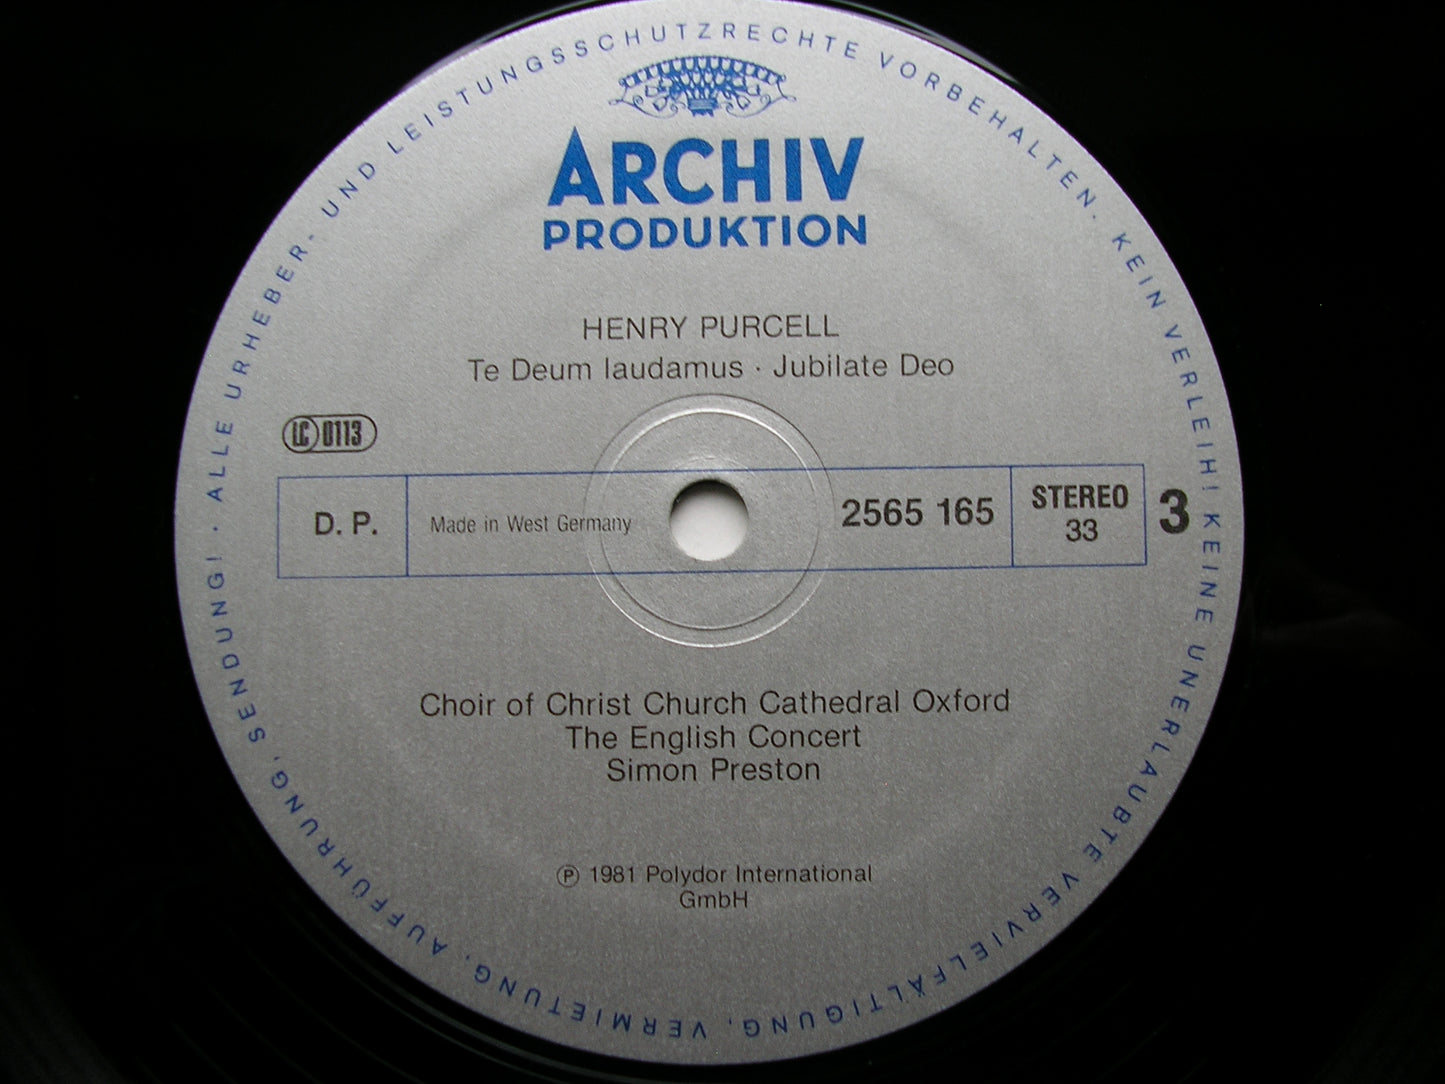 ALLE URHEBER- UND LEISTUNGSSCHUTZRECHTE VORBEHALTEN. KEIN VERLEIH! KEINE UNERLAUBTE VERVIELFÄLTIGUNG, VERMIETUNG, AUFFÜHRUNG, SENDUNG! ·
ARCHIV
PRODUKTION
HENRY PURCELL
Te Deum laudamus · Jubilate Deo
LC 0113
D. P. Made in West Germany 2565 165 STEREO 3
33
Choir of Christ Church Cathedral Oxford
The English Concert
Simon Preston
Ⓟ 1981 Polydor International
GmbH